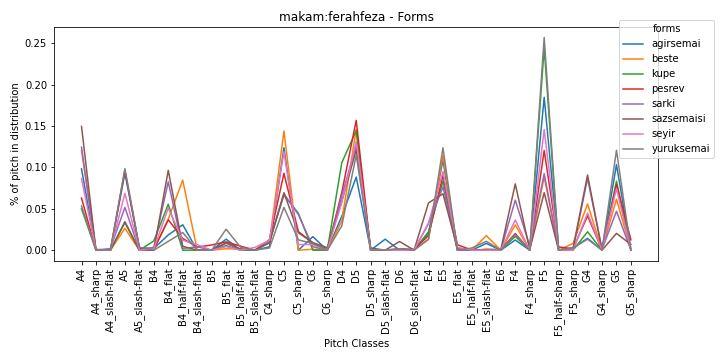 makam:ferahfeza - Forms
% of pitch in distribution
0.25
0.20
0.15
0.10
0.05
0.00
forms
agirsemai
beste
kupe
pesrev
sarki
sazsemaisi
seyir
yuruksemai
A4
A4_sharp
A4_slash-flat
A5
A5_slash-flat
B4
B4_flat
B4_half-flat
B4_slash-flat
B5
B5_flat
B5_half-flat
B5_slash-flat
C4_sharp
C5
C5_sharp
C6
C6_sharp
D4
D5
D5_sharp
D5_slash-flat
D6
D6_slash-flat
E4
E5
E5_flat
E5_half-flat
E5_slash-flat
E6
F4
F4_sharp
F5
F5_half-sharp
F5_sharp
G4
G4_sharp
G5
G5_sharp
Pitch Classes